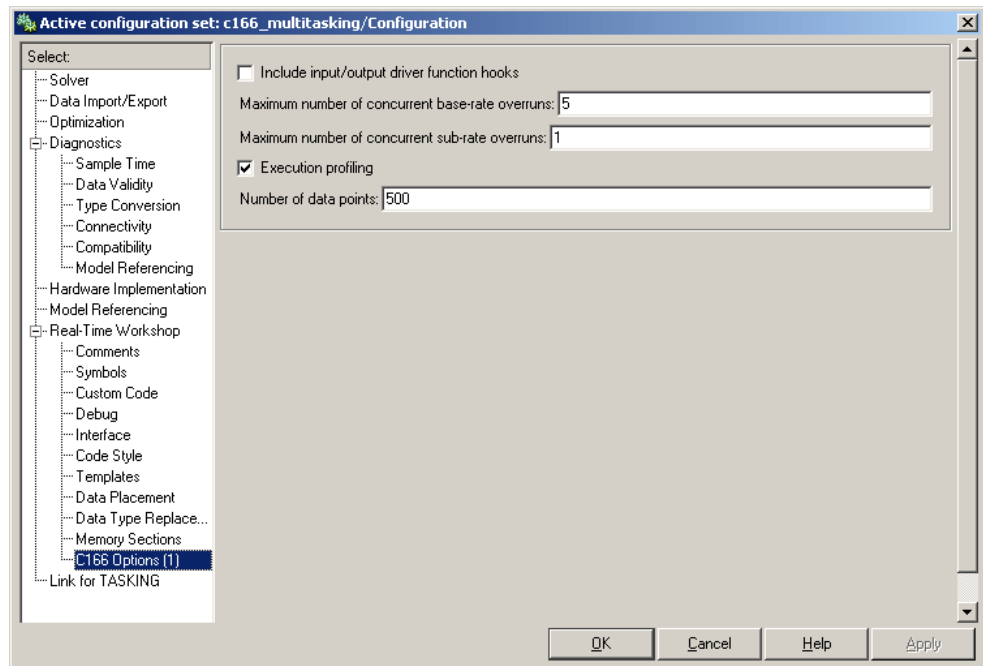 Active configuration set: c166_multitasking/Configuration
Select:
Solver
Data Import/Export
Optimization
Diagnostics
Sample Time
Data Validity
Type Conversion
Connectivity
Compatibility
Model Referencing
Hardware Implementation
Model Referencing
Real-Time Workshop
Comments
Symbols
Custom Code
Debug
Interface
Code Style
Templates
Data Placement
Data Type Replace...
Memory Sections
C166 Options (1)
Link for TASKING
Include input/output driver function hooks
Maximum number of concurrent base-rate overruns: 5
Maximum number of concurrent sub-rate overruns: 1
Execution profiling
Number of data points: 500
OK
Cancel
Help
Apply